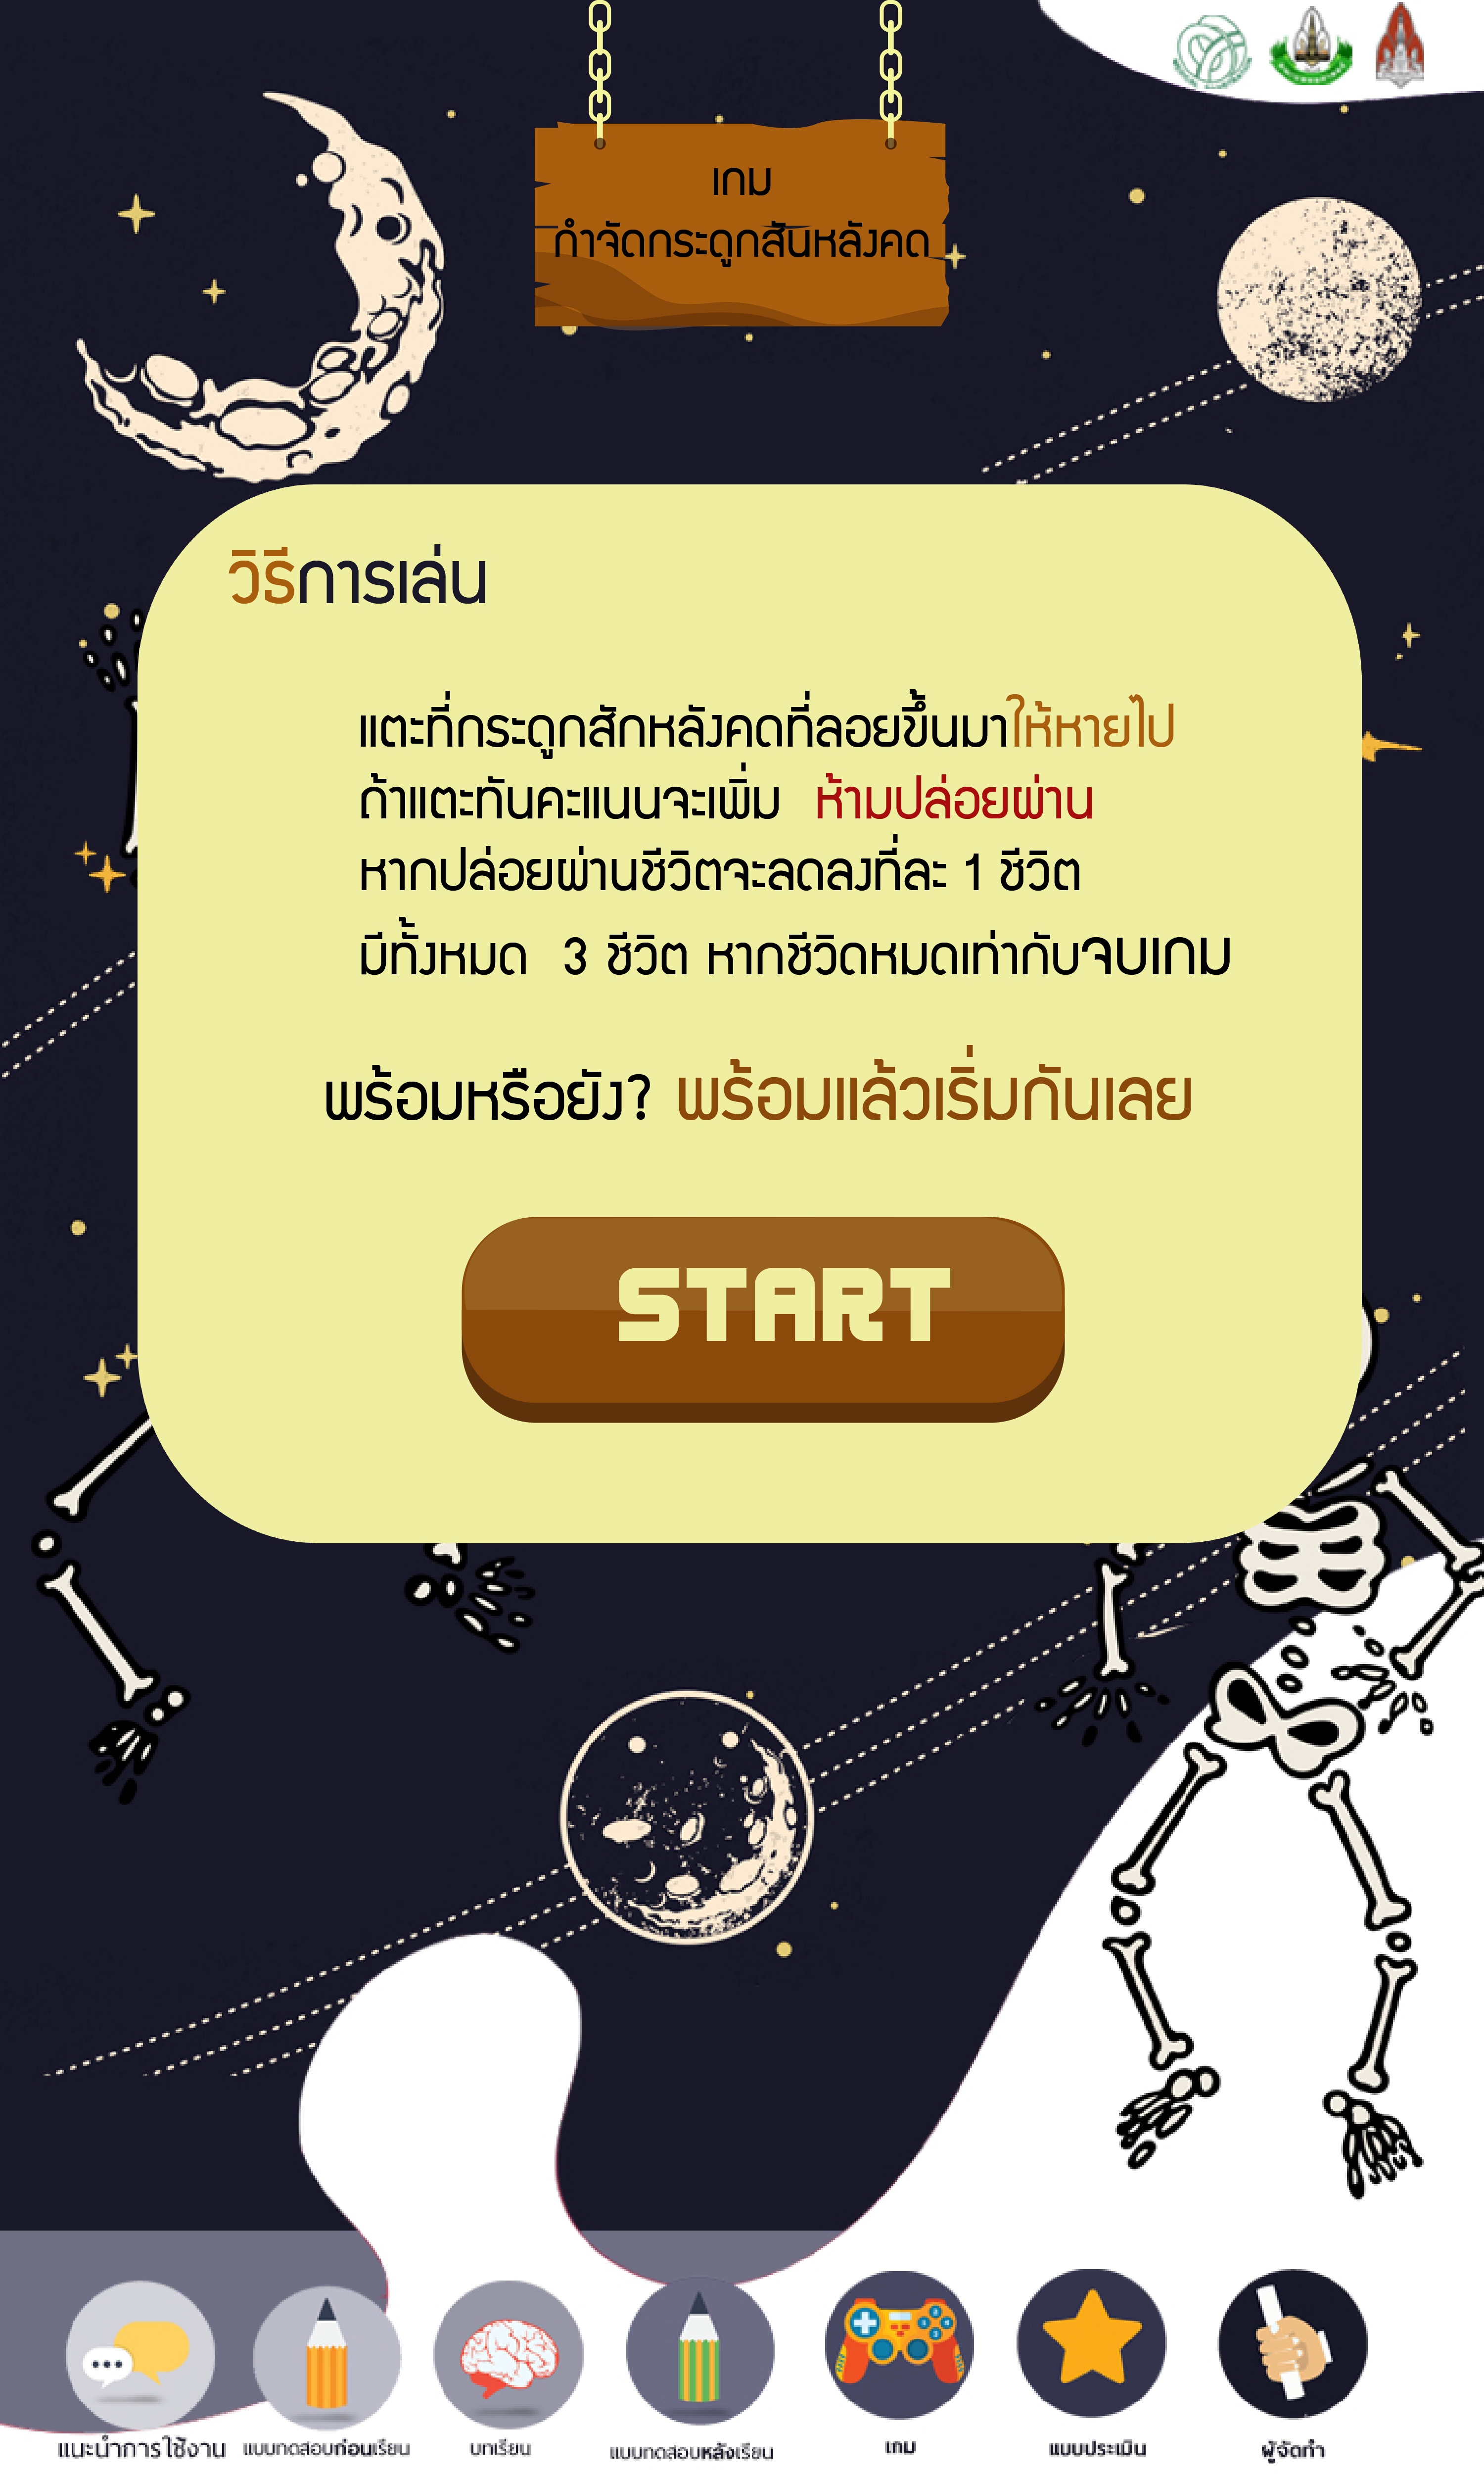 เกม
กำจัดกระดูกสันหลังคด
วิธีการเล่น
แตะที่กระดูกสักหลังคดที่ลอยขึ้นมาให้หายไป
ถ้าแตะทันคะแนนจะเพิ่ม ห้ามปล่อยผ่าน
หากปล่อยผ่านชีวิตจะลดลงที่ละ 1 ชีวิต
มีทั้งหมด 3 ชีวิต หากชีวิดหมดเท่ากับจบเกม
พร้อมหรือยัง? พร้อมแล้วเริ่มกันเลย
START
แนะนำการใช้งาน แบบทดสอบก่อนเรียน บทเรียน แบบทดสอบหลังเรียน เกม แบบประเมิน ผู้จัดทำ